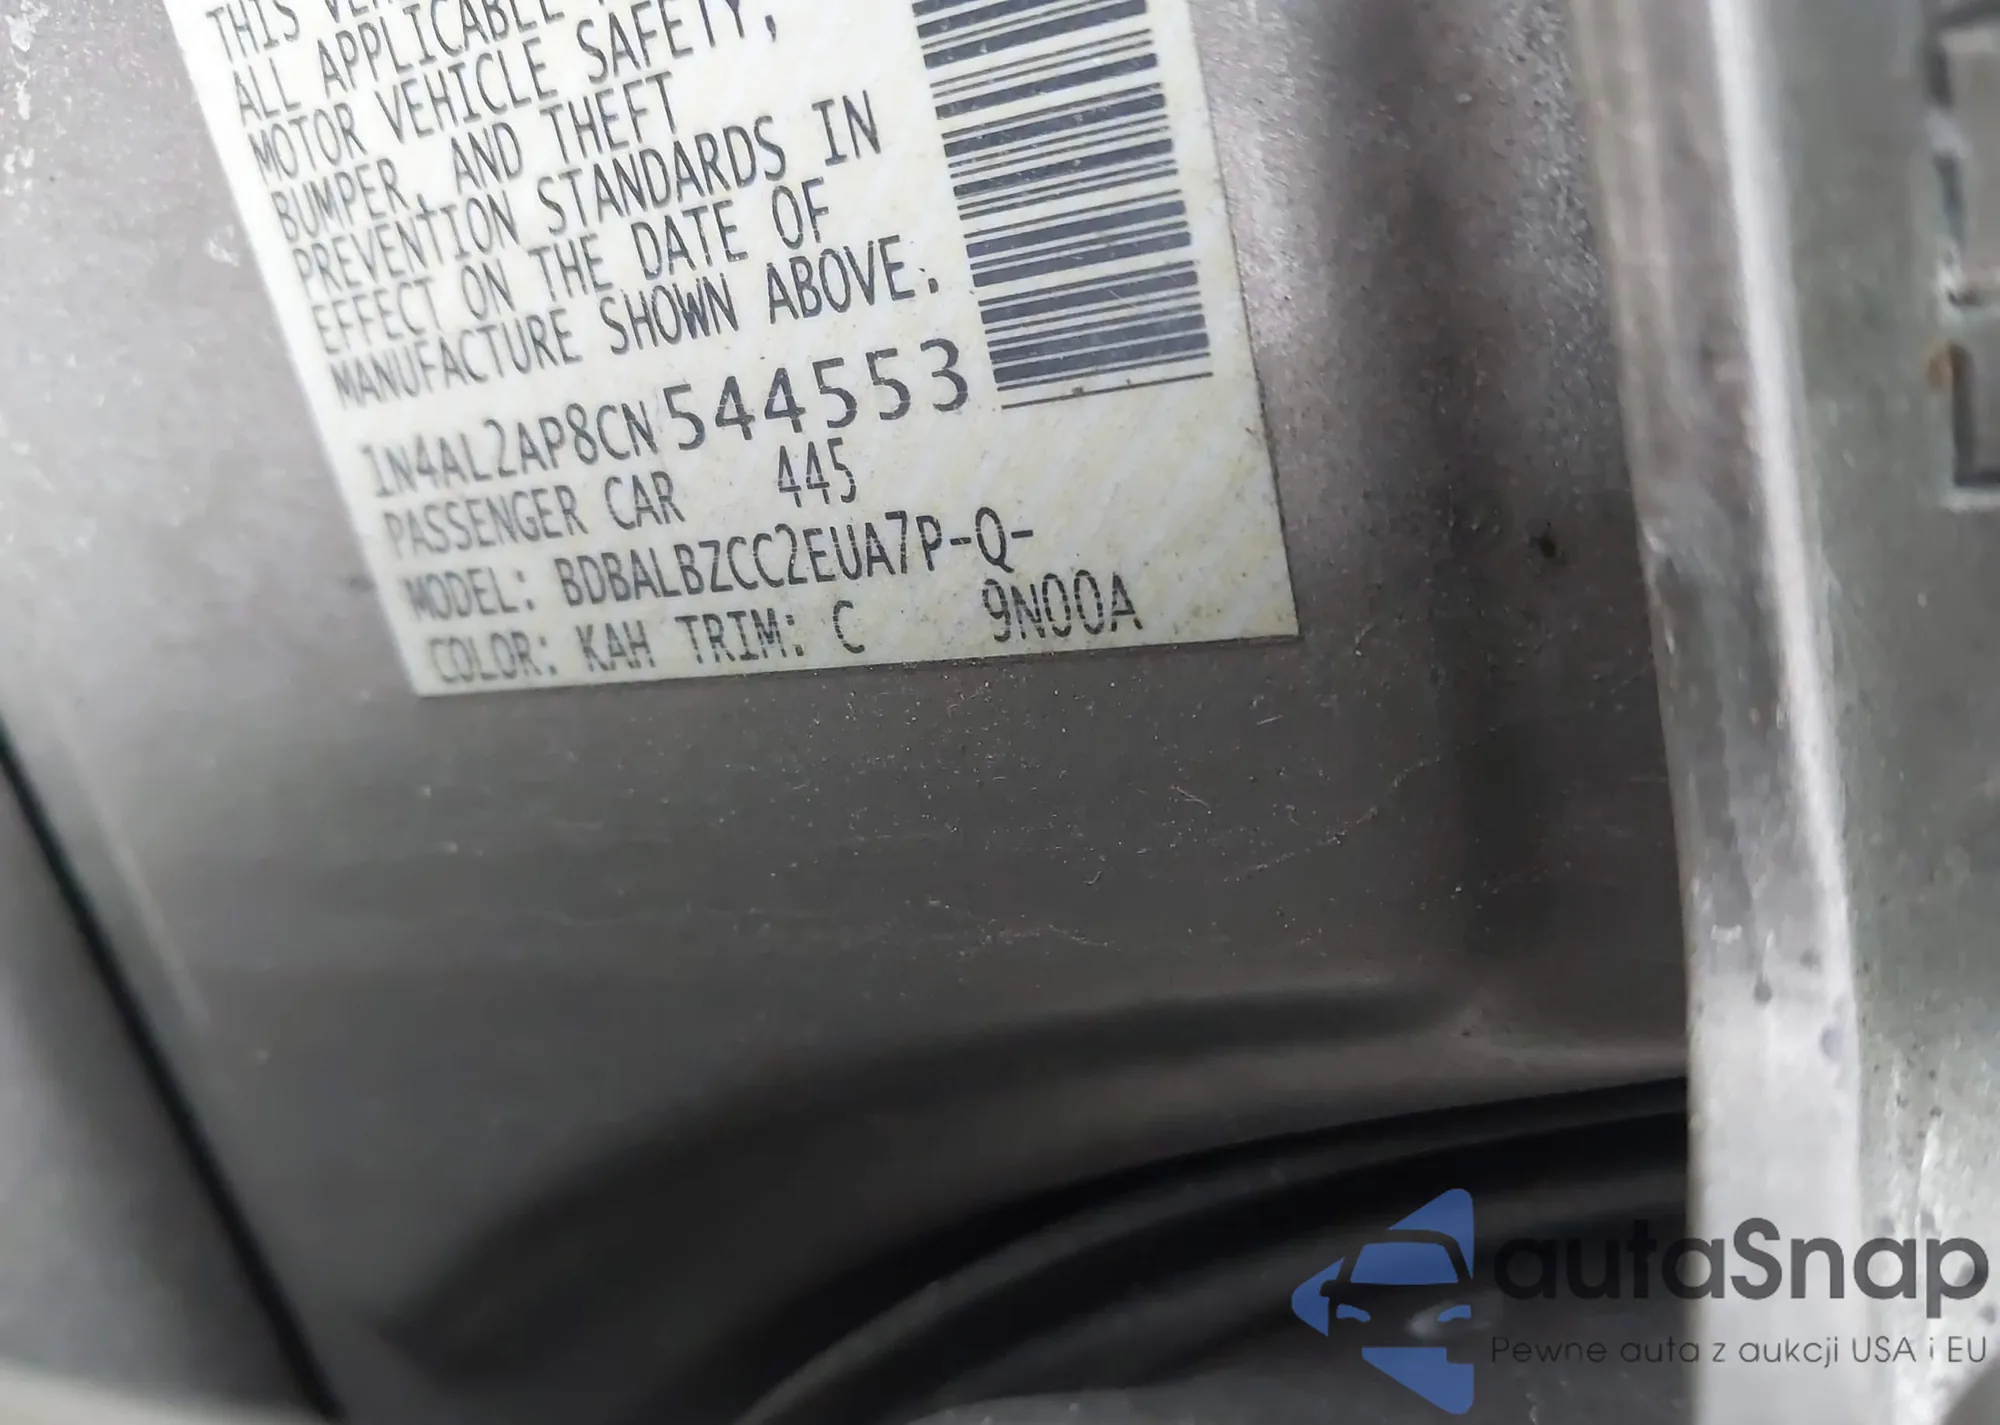 THIS
ALL APPLICABLE
MOTOR VEHICLE SAFETY,
BUMPER, AND THEFT
PREVENTION STANDARDS IN
EFFECT ON THE DATE OF
MANUFACTURE SHOWN ABOVE.
1N4AL2AP8CN544553
PASSENGER CAR 445
MODEL: BDBALBZCC2EUA7P-Q-
COLOR: KAH TRIM: C 9N00A
autaSnap
Pewne auta z aukcji USA i EU